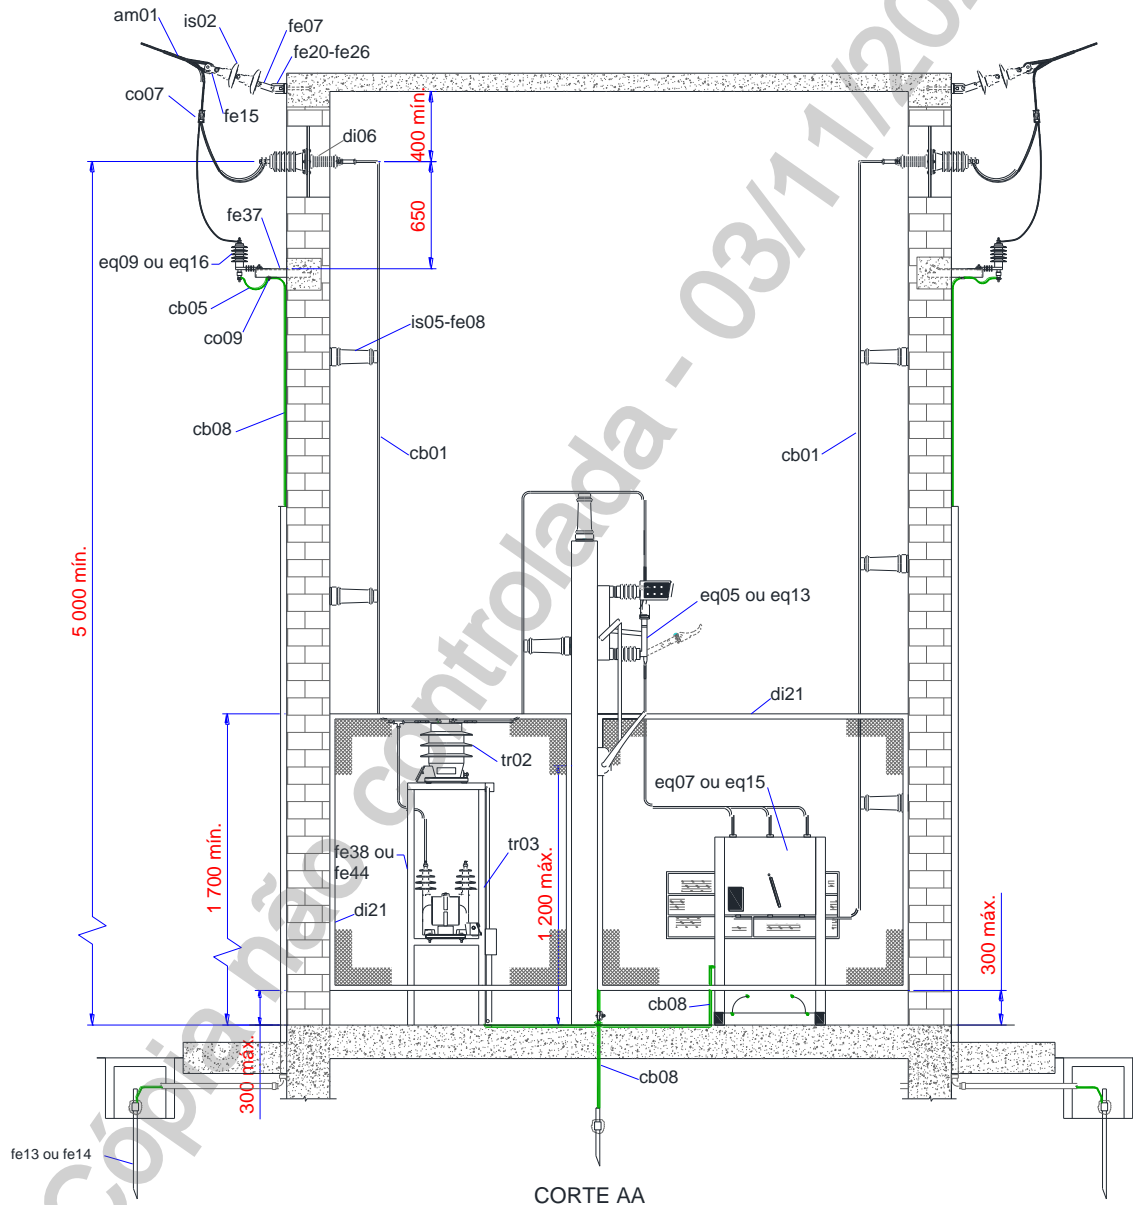 am01
is02
fe07
fe20-fe26
co07
fe15
di06
400 mín.
650
fe37
eq09 ou eq16
cb05
co09
is05-fe08
cb08
cb01
cb01
5 000 mín.
eq05 ou eq13
di21
tr02
eq07 ou eq15
fe38 ou
fe44
tr03
1 700 mín.
di21
1 200 máx.
300 máx.
cb08
cb08
300 máx.
fe13 ou fe14
CORTE AA
Cópia não controlada - 03/11/202